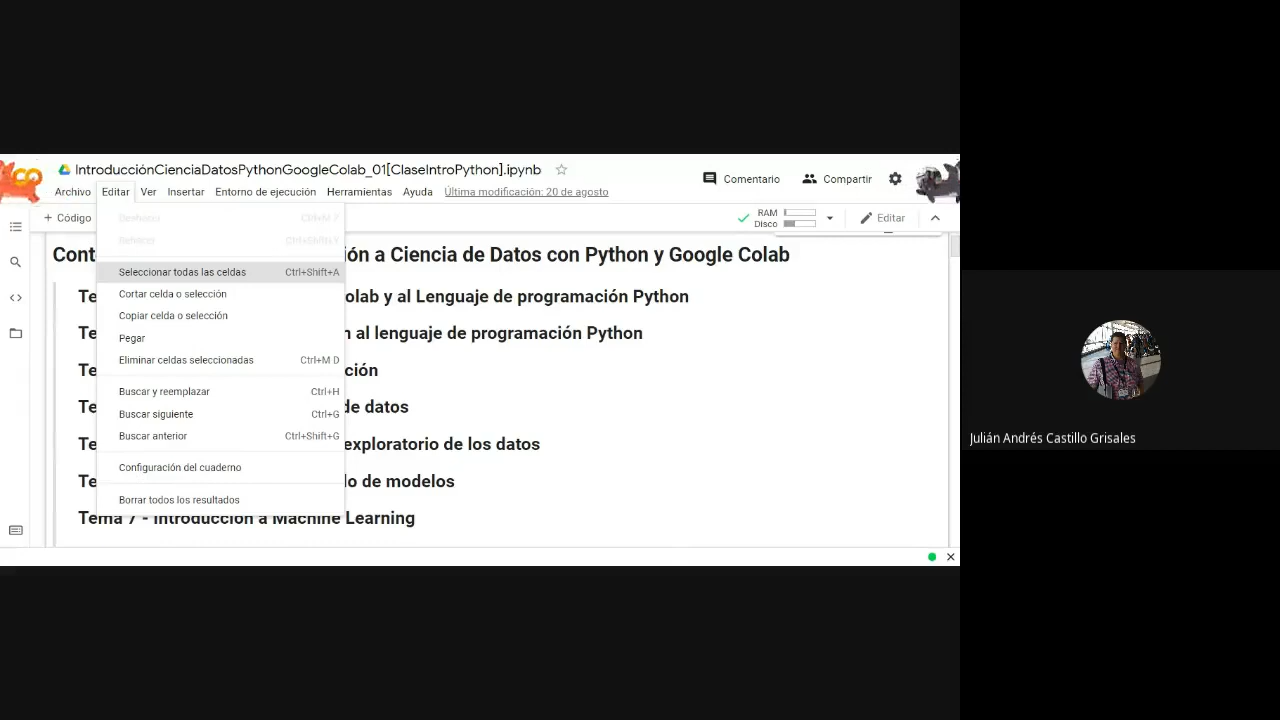 IntroducciónCienciaDatosPythonGoogleColab_01[ClaseIntroPython].ipynb
Comentario
Compartir
Archivo Editar Ver Insertar Entorno de ejecución Herramientas Ayuda Última modificación: 20 de agosto
+ Código
RAM
Disco
Editar
Deshacer Ctrl+M Z
Rehacer Ctrl+Shift+Y
Seleccionar todas las celdas Ctrl+Shift+A
Cortar celda o selección
Copiar celda o selección
Pegar
Eliminar celdas seleccionadas Ctrl+M D
Buscar y reemplazar Ctrl+H
Buscar siguiente Ctrl+G
Buscar anterior Ctrl+Shift+G
Configuración del cuaderno
Borrar todos los resultados
Cont ón a Ciencia de Datos con Python y Google Colab
Te olab y al Lenguaje de programación Python
Te n al lenguaje de programación Python
Te ción
Te de datos
Te exploratorio de los datos
Te lo de modelos
Tema 7 - Introducción a Machine Learning
Julián Andrés Castillo Grisales